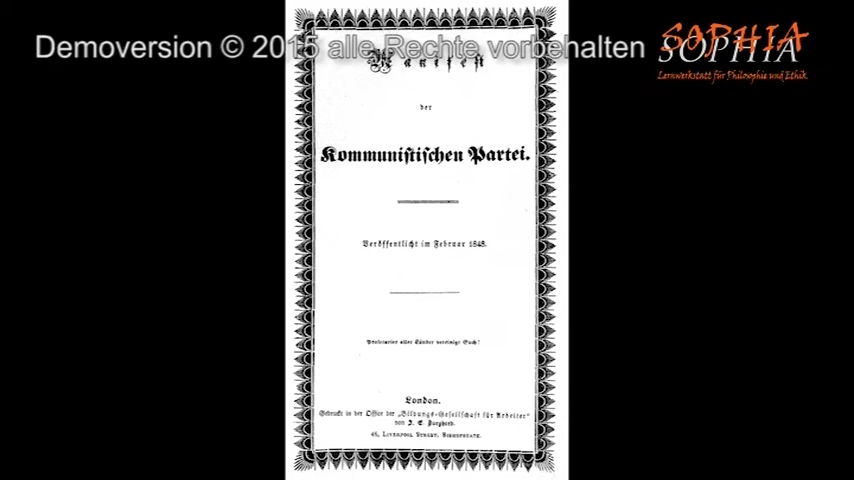 Demoversion © 2015 alle Rechte vorbehalten
SOPHIA
SOPHIA
Lernwerkstatt für Philosophie und Ethik
Manifest
der
Kommunistischen Partei.
Veröffentlicht im Februar 1848.
Proletarier aller Länder vereinigt Euch!
London.
Gedruckt in der Office der „Bildungs-Gesellschaft für Arbeiter"
von J. E. Burghard.
46, Liverpool Street, Bishopsgate.